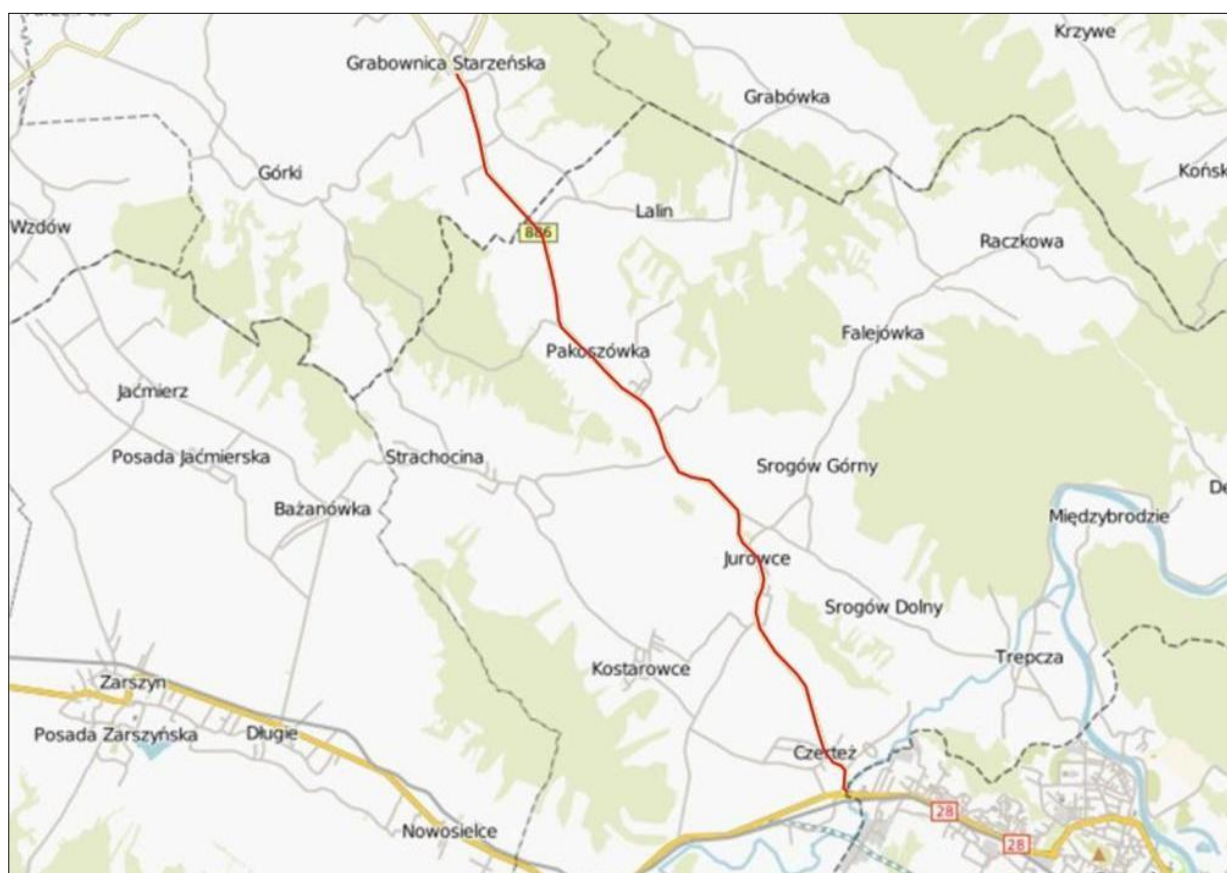 Krzywe
Grabownica Starzeńska
Grabówka
Górki
Końsk
Wzdów
Lalin
886
Raczkowa
Falejówka
Pakoszówka
Jaćmierz
Posada Jaćmierska
Strachocina
Srogów Górny
De
Bażanówka
Międzybrodzie
Jurowce
Srogów Dolny
Trepcza
Kostarowce
Zarszyn
Posada Zarszyńska
Długie
Czerteż
28
Nowosielce
28